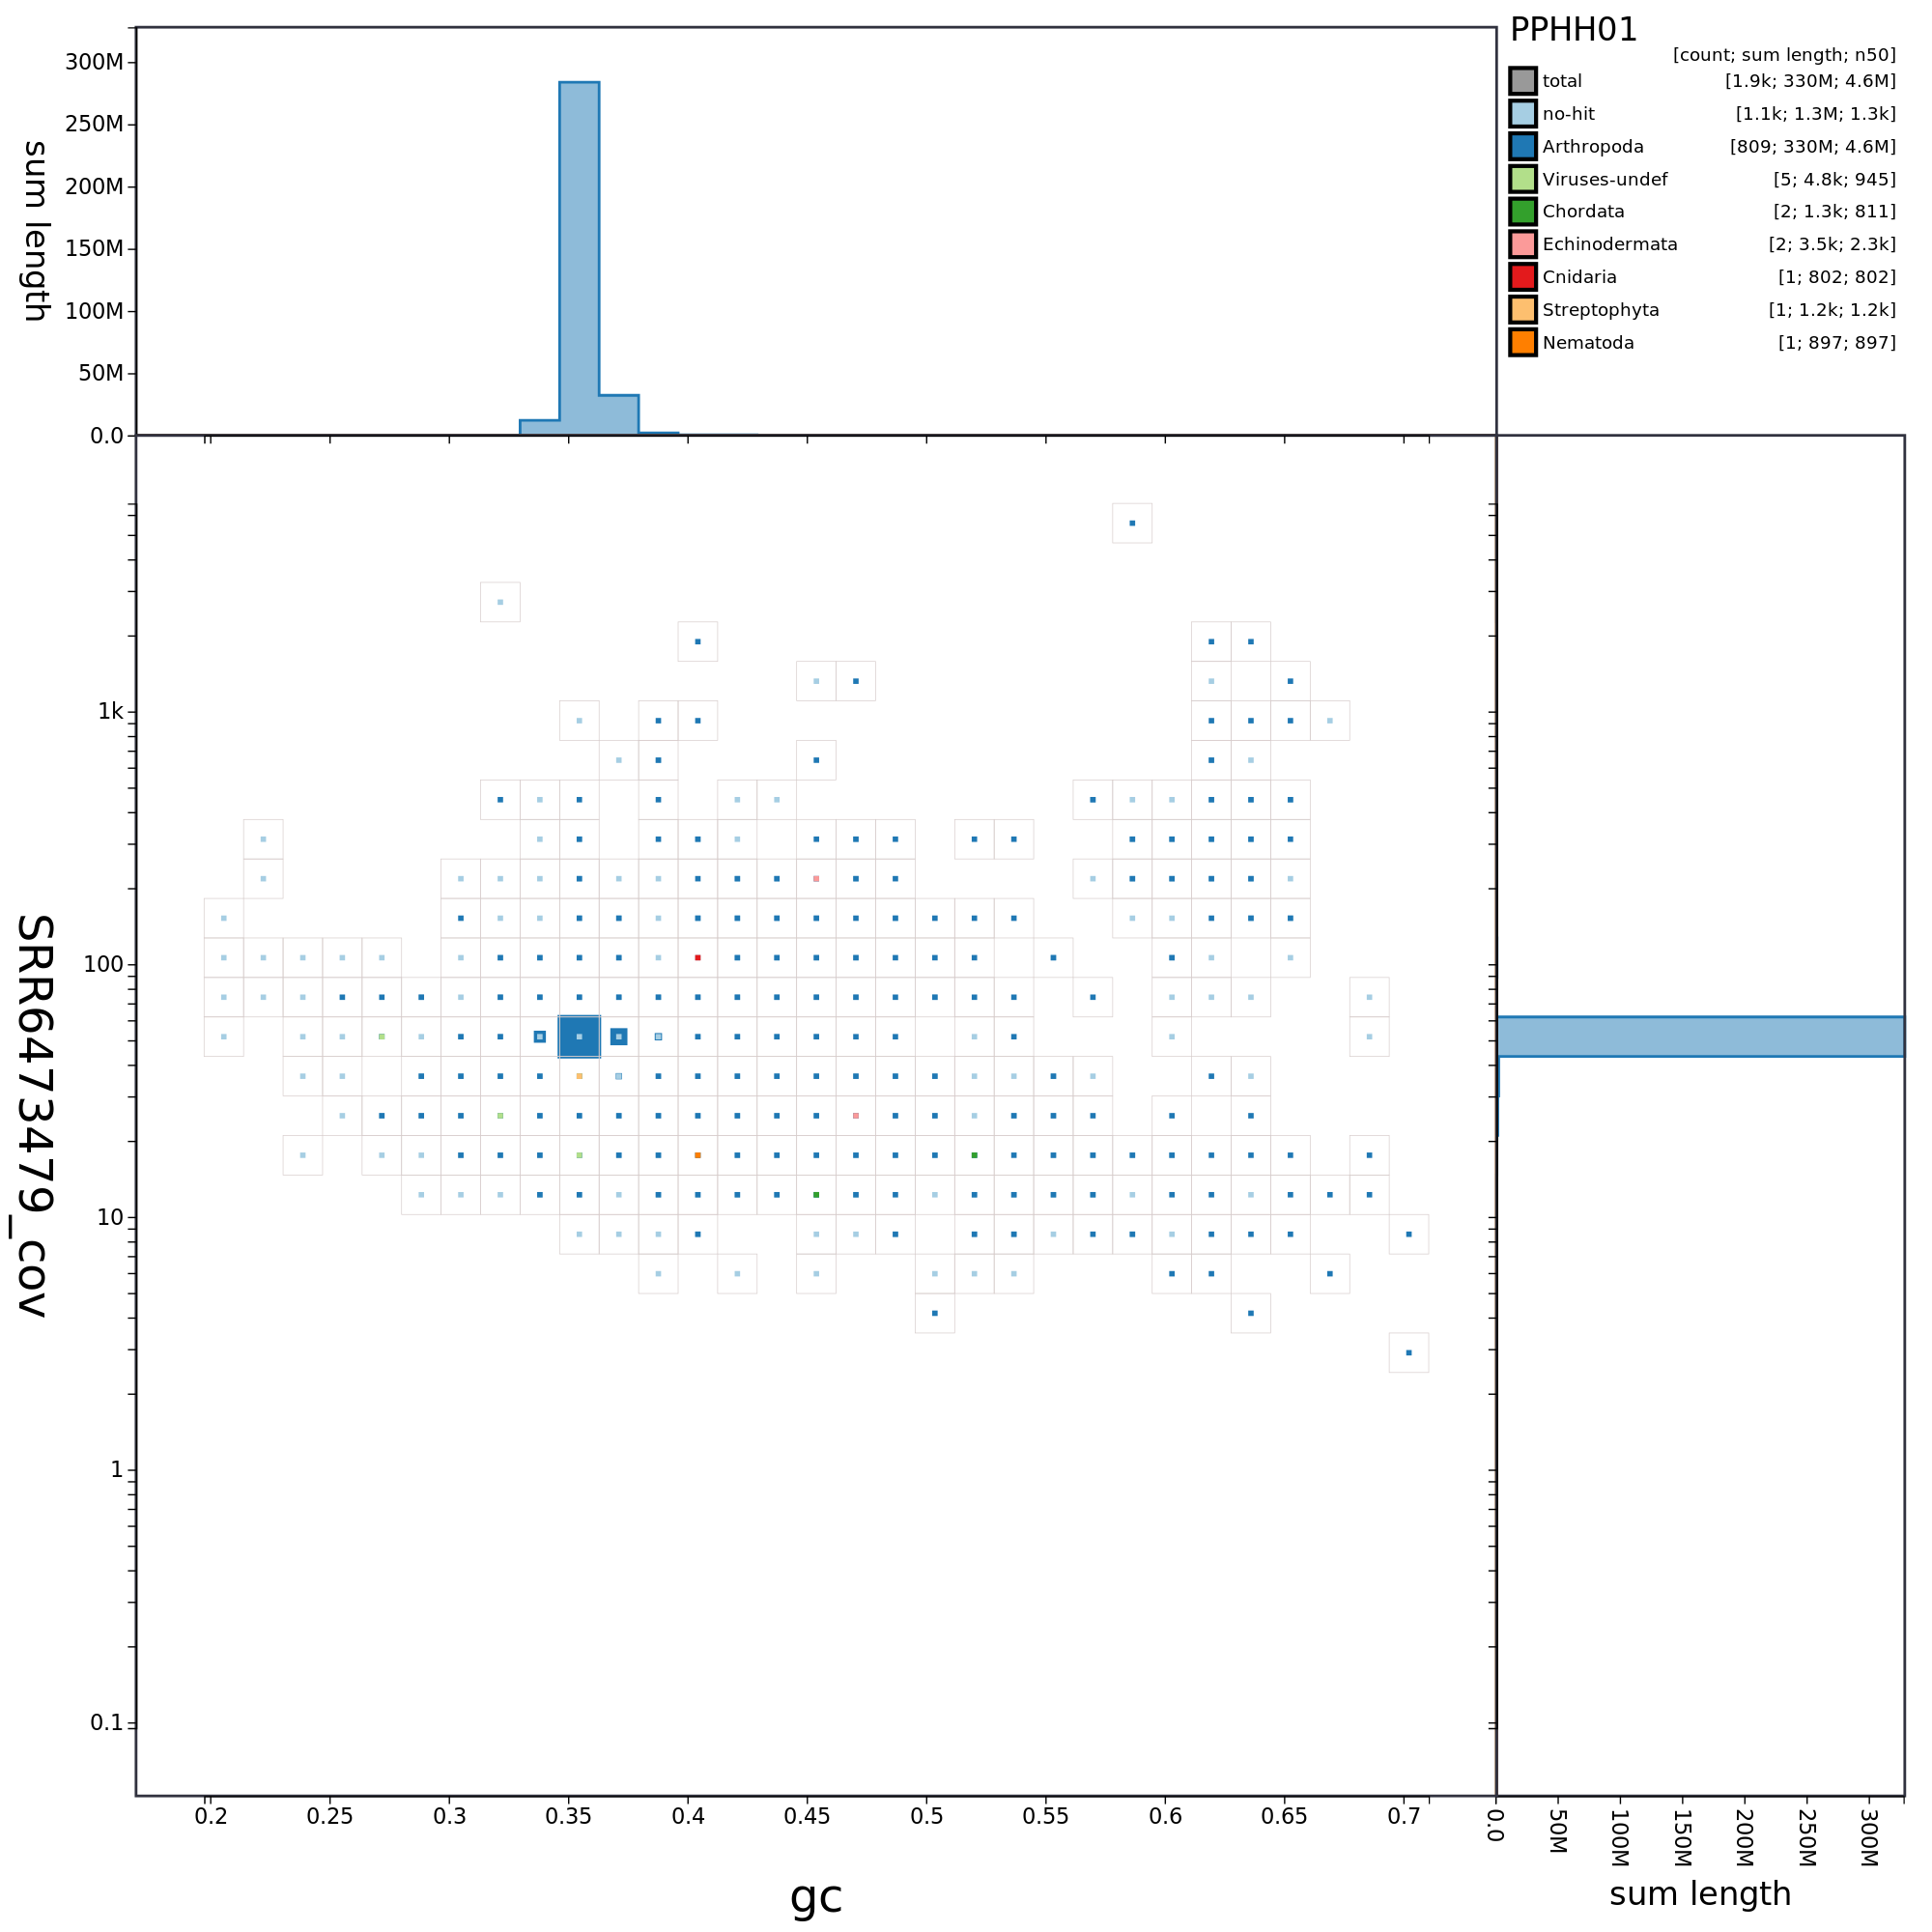 PPHH01
[count; sum length; n50]
total [1.9k; 330M; 4.6M]
no-hit [1.1k; 1.3M; 1.3k]
Arthropoda [809; 330M; 4.6M]
Viruses-undef [5; 4.8k; 945]
Chordata [2; 1.3k; 811]
Echinodermata [2; 3.5k; 2.3k]
Cnidaria [1; 802; 802]
Streptophyta [1; 1.2k; 1.2k]
Nematoda [1; 897; 897]
sum length
300M
250M
200M
150M
100M
50M
0.0
SRR6473479_cov
1k
100
10
1
0.1
0.2 0.25 0.3 0.35 0.4 0.45 0.5 0.55 0.6 0.65 0.7
gc
0.0 50M 100M 150M 200M 250M 300M
sum length